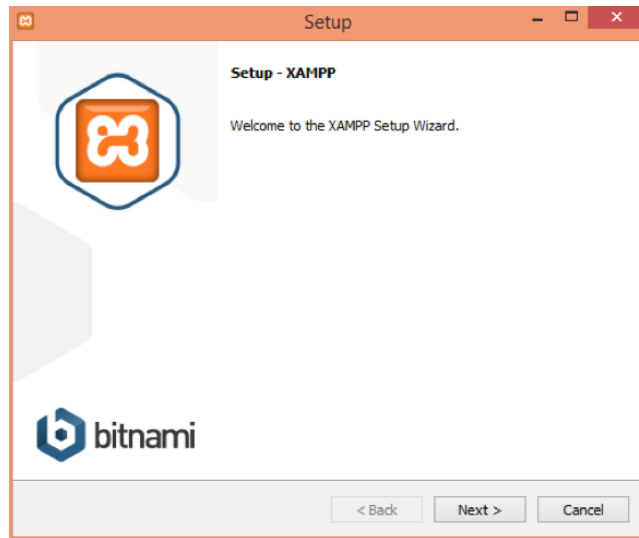 Setup
Setup - XAMPP
Welcome to the XAMPP Setup Wizard.
bitnami
< Back
Next >
Cancel